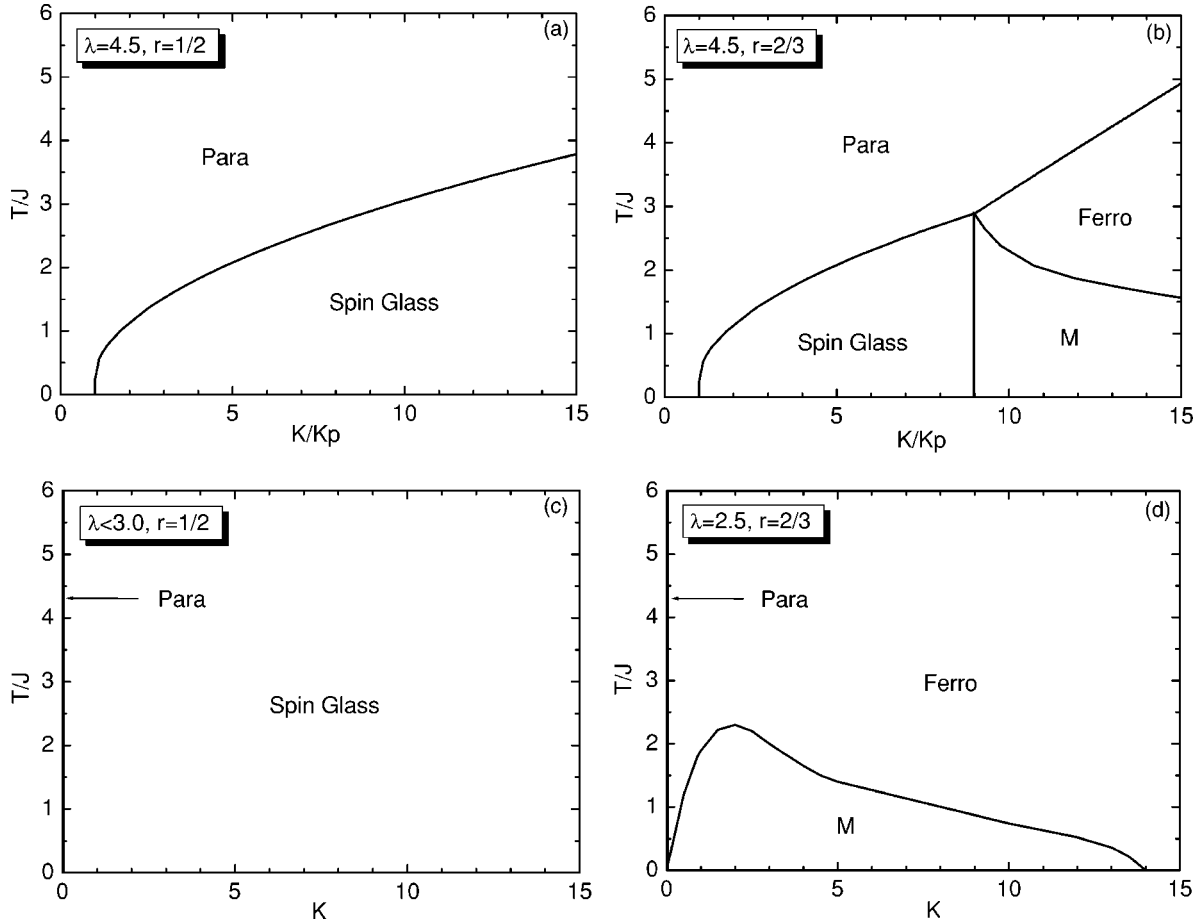 (a)
λ=4.5, r=1/2
Para
Spin Glass
T/J
6
5
4
3
2
1
0
0 5 10 15
K/Kp
(b)
λ=4.5, r=2/3
Para
Ferro
Spin Glass
M
T/J
6
5
4
3
2
1
0
0 5 10 15
K/Kp
(c)
λ<3.0, r=1/2
Para
Spin Glass
T/J
6
5
4
3
2
1
0
0 5 10 15
K
(d)
λ=2.5, r=2/3
Para
Ferro
M
T/J
6
5
4
3
2
1
0
0 5 10 15
K